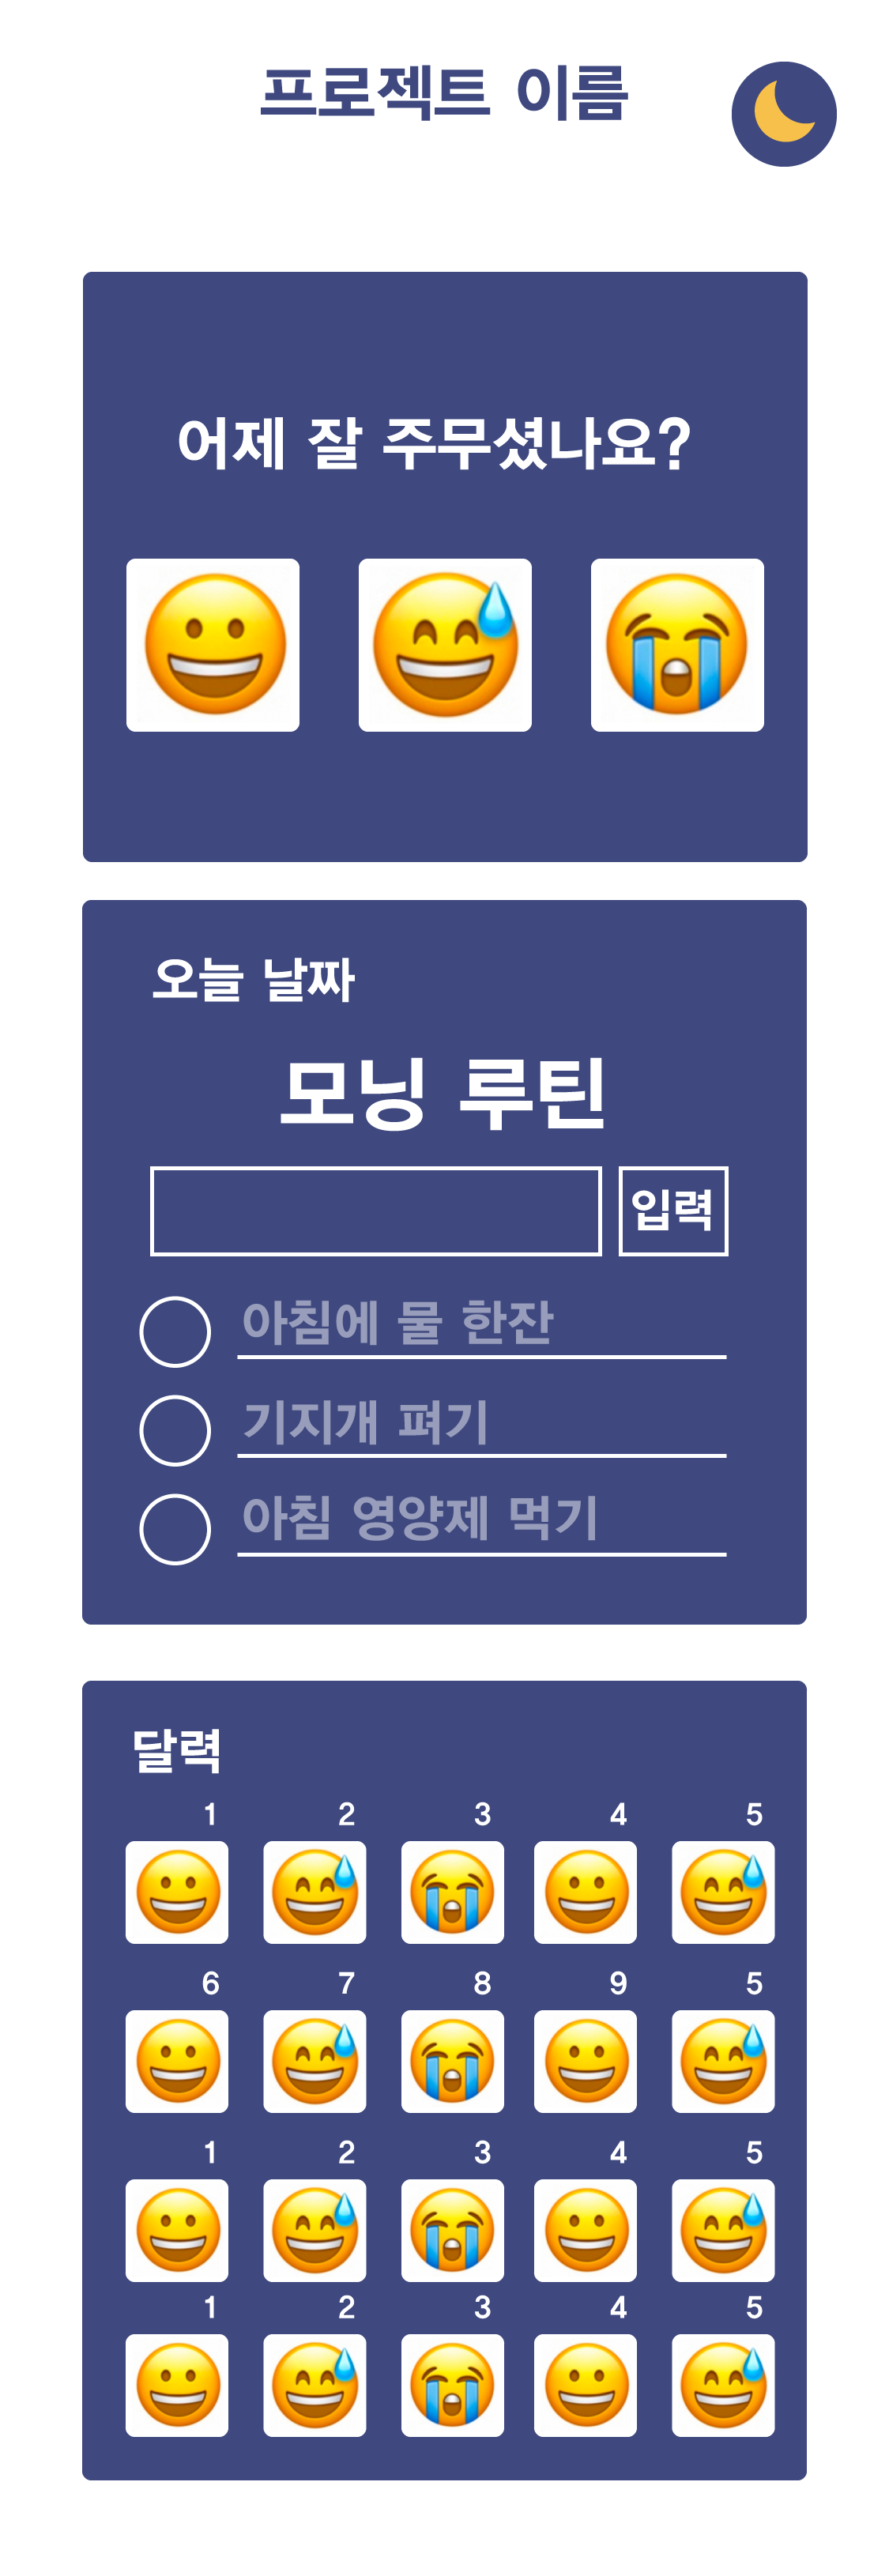 프로젝트 이름
어제 잘 주무셨나요?
오늘 날짜
모닝 루틴
입력
아침에 물 한잔
기지개 펴기
아침 영양제 먹기
달력
1 2 3 4 5
6 7 8 9 5
1 2 3 4 5
1 2 3 4 5